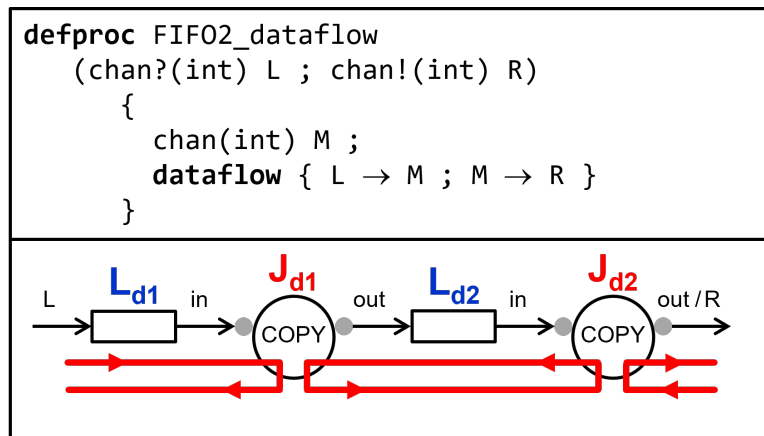 defproc FIFO2_dataflow
(chan?(int) L ; chan!(int) R)
{
chan(int) M ;
dataflow { L → M ; M → R }
}
L Ld1 in Jd1 out Ld2 in Jd2 out/R
COPY COPY